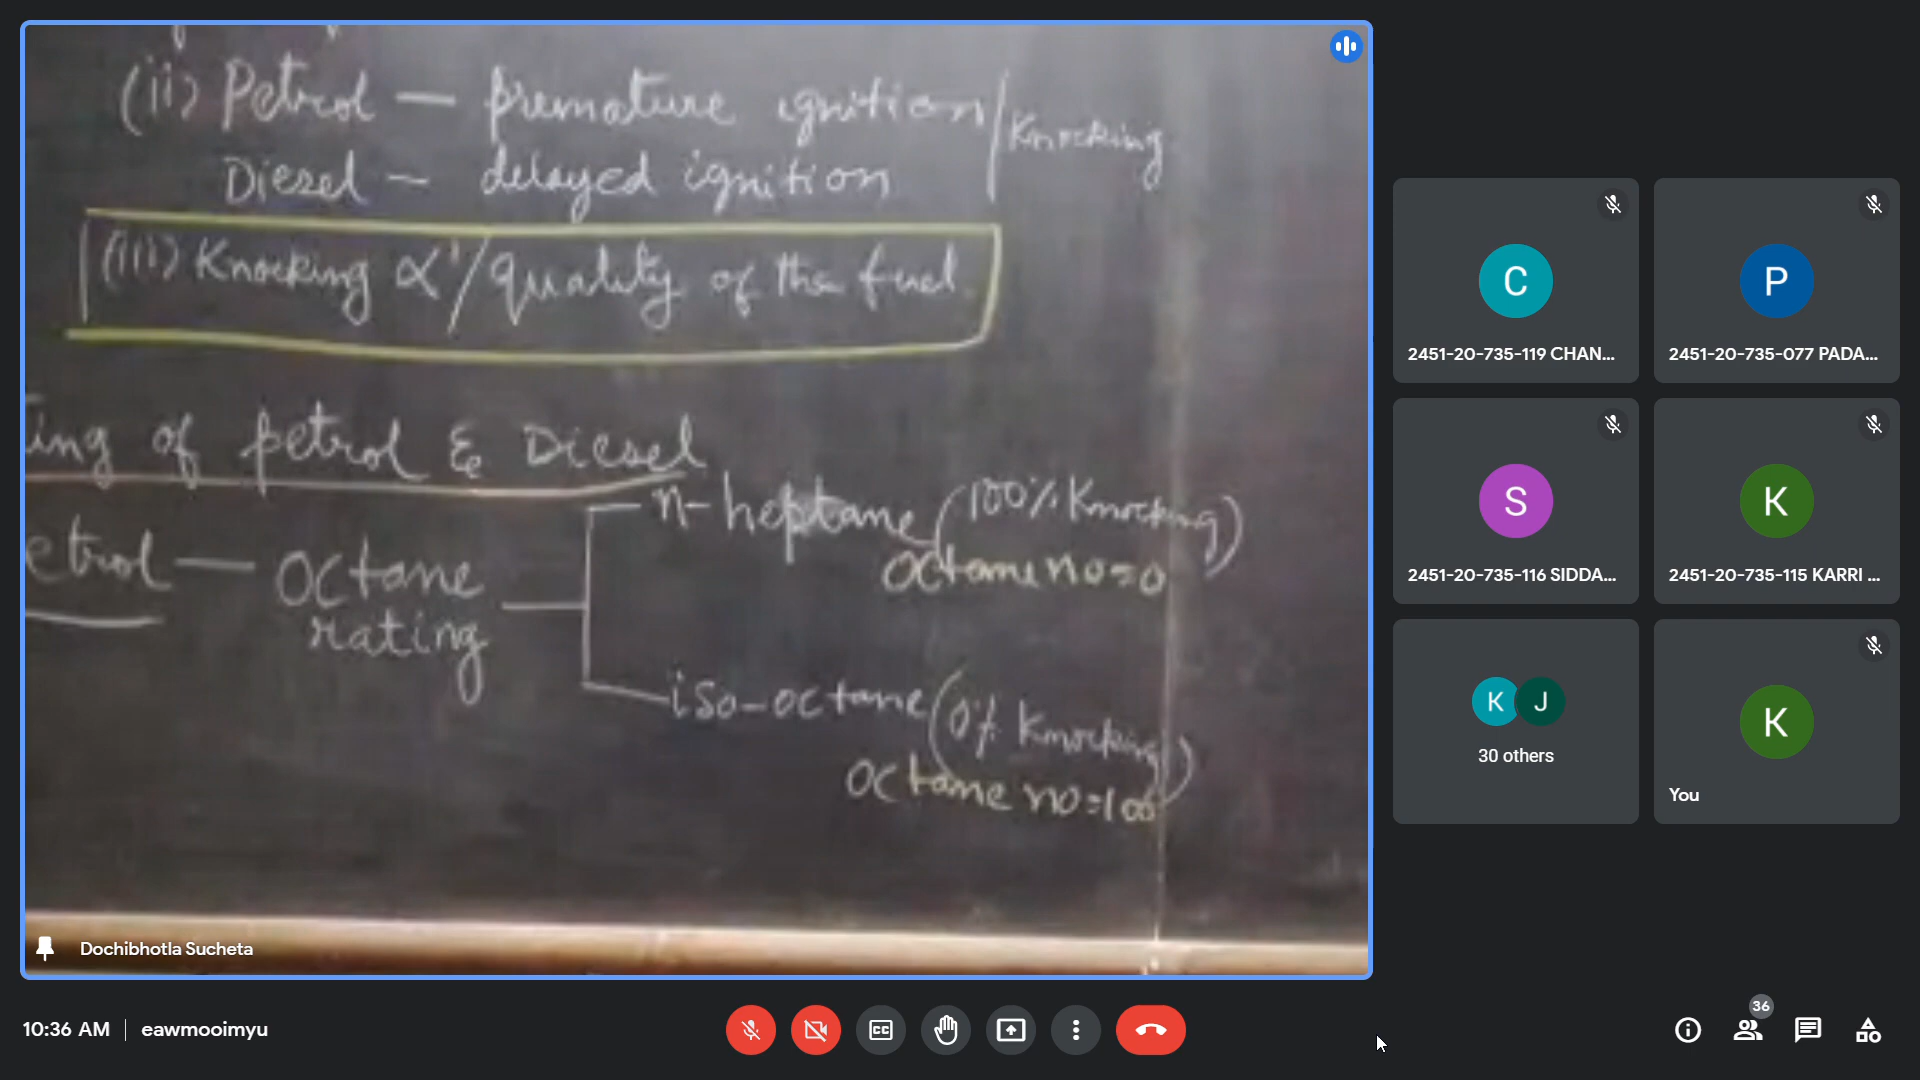 (ii) Petrol — premature ignition
Knocking
Diesel — delayed ignition
(iii) Knocking ∝ 1/quality of the fuel.
ing of petrol & Diesel
n-heptane (100% Knocking)
Octane no=0
etrol — Octane rating
iso-octane (0% Knocking)
Octane no=100
Dochibhotla Sucheta
C
2451-20-735-119 CHAN...
P
2451-20-735-077 PADA...
S
2451-20-735-116 SIDDA...
K
2451-20-735-115 KARRI ...
K J
30 others
K
You
10:36 AM | eawmooimyu
CC
36